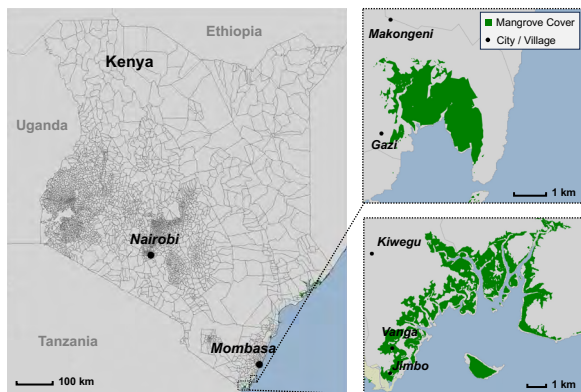 Ethiopia
Kenya
Uganda
Nairobi
Tanzania
Mombasa
100 km
Mangrove Cover
City / Village
Makongeni
Gazi
1 km
Kiwegu
Vanga
Jimbo
1 km